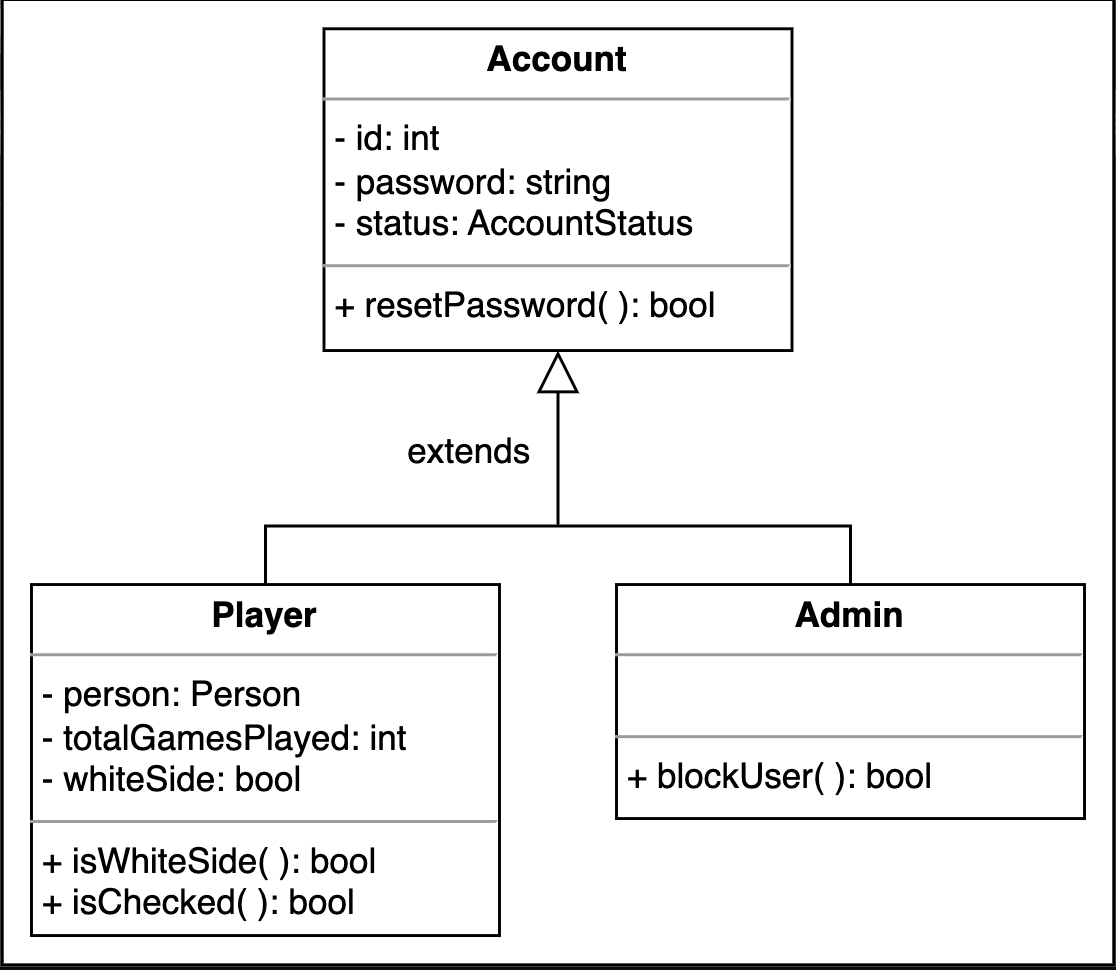 Account
- id: int
- password: string
- status: AccountStatus
+ resetPassword( ): bool
extends
Player
- person: Person
- totalGamesPlayed: int
- whiteSide: bool
+ isWhiteSide( ): bool
+ isChecked( ): bool
Admin
+ blockUser( ): bool